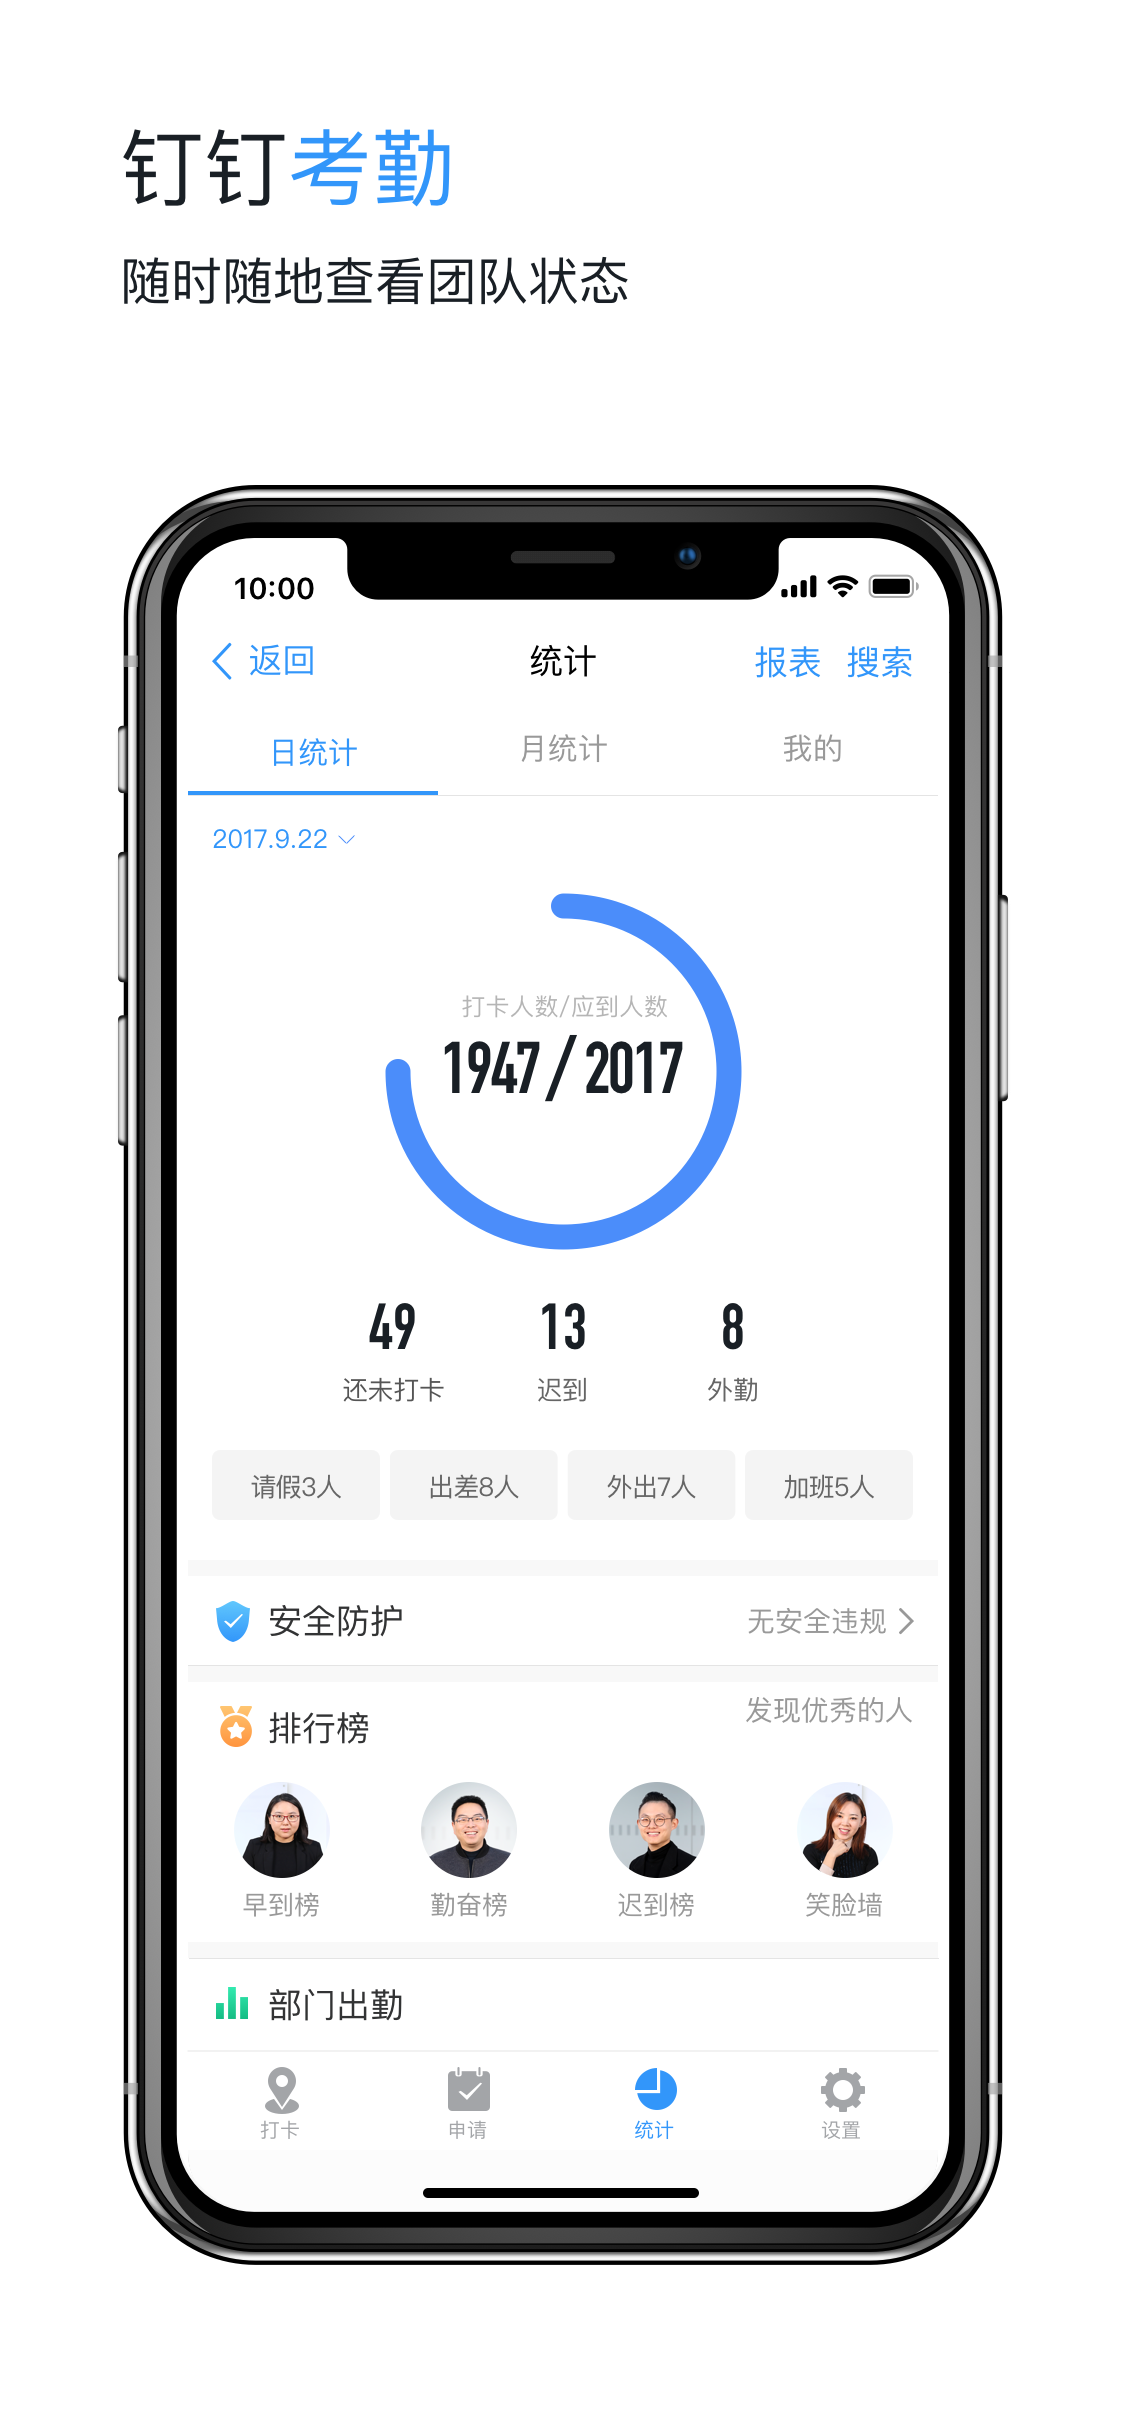 钉钉考勤
随时随地查看团队状态
10:00
返回 统计 报表 搜索
日统计 月统计 我的
2017.9.22
打卡人数/应到人数
1947/2017
49 13 8
还未打卡 迟到 外勤
请假3人 出差8人 外出7人 加班5人
安全防护 无安全违规
排行榜 发现优秀的人
早到榜 勤奋榜 迟到榜 笑脸墙
部门出勤
打卡 申请 统计 设置